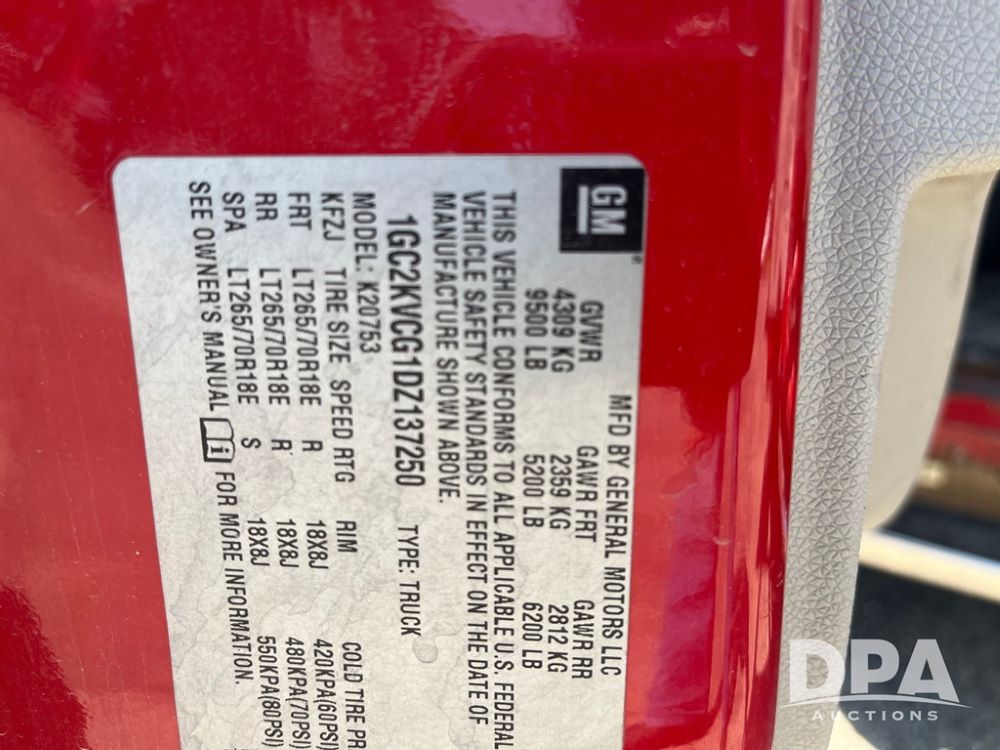 GM
MFD BY GENERAL MOTORS LLC
GVWR GAWR FRT GAWR RR
4309 KG 2359 KG 2812 KG
9500 LB 5200 LB 6200 LB
THIS VEHICLE CONFORMS TO ALL APPLICABLE U.S. FEDERAL
VEHICLE SAFETY STANDARDS IN EFFECT ON THE DATE OF
MANUFACTURE SHOWN ABOVE.
1GC2KVCG1DZ137250 TYPE: TRUCK
MODEL: K20753
KFZJ TIRE SIZE SPEED RTG RIM COLD TIRE PR
FRT LT265/70R18E R 18X8J 420KPA(60PSI)
RR LT265/70R18E R 18X8J 480KPA(70PSI)
SPA LT265/70R18E S 18X8J 550KPA(80PSI)
SEE OWNER'S MANUAL i FOR MORE INFORMATION.
DPA
AUCTIONS